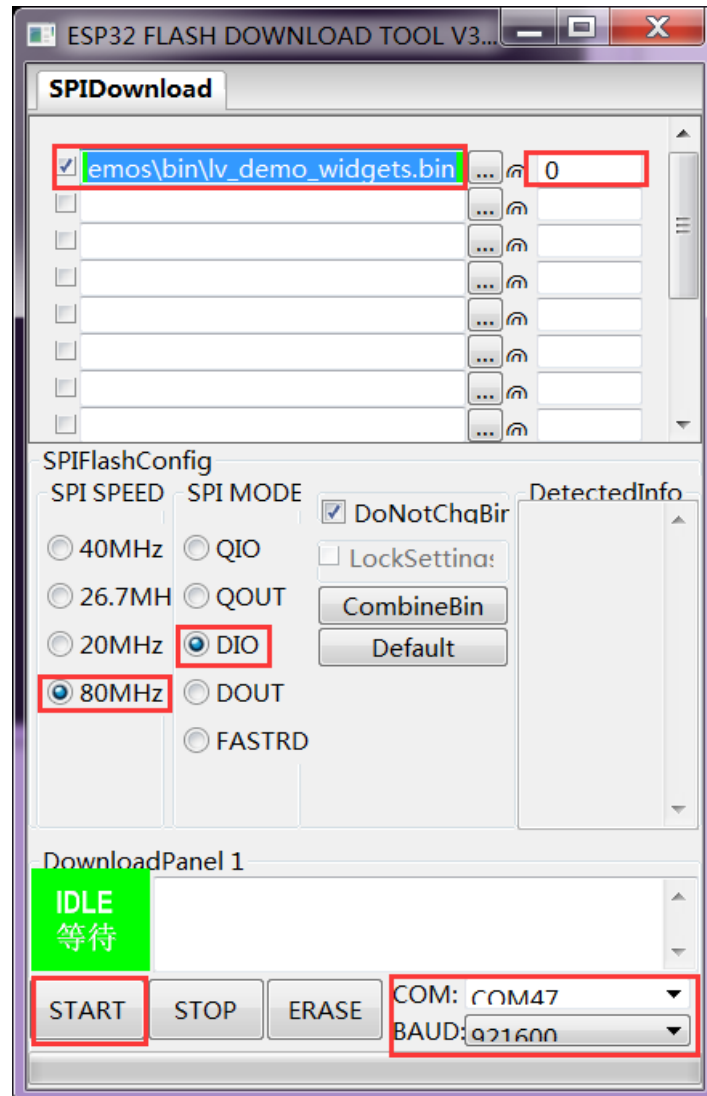 ESP32 FLASH DOWNLOAD TOOL V3...
SPIDownload
emos\bin\lv_demo_widgets.bin ... @ 0
... @
... @
... @
... @
... @
... @
... @
SPIFlashConfig
SPI SPEED SPI MODE DetectedInfo
DoNotChgBin
40MHz QIO LockSettings
26.7MH QOUT CombineBin
20MHz DIO Default
80MHz DOUT
FASTRD
DownloadPanel 1
IDLE
等待
START STOP ERASE
COM: COM47
BAUD: 921600